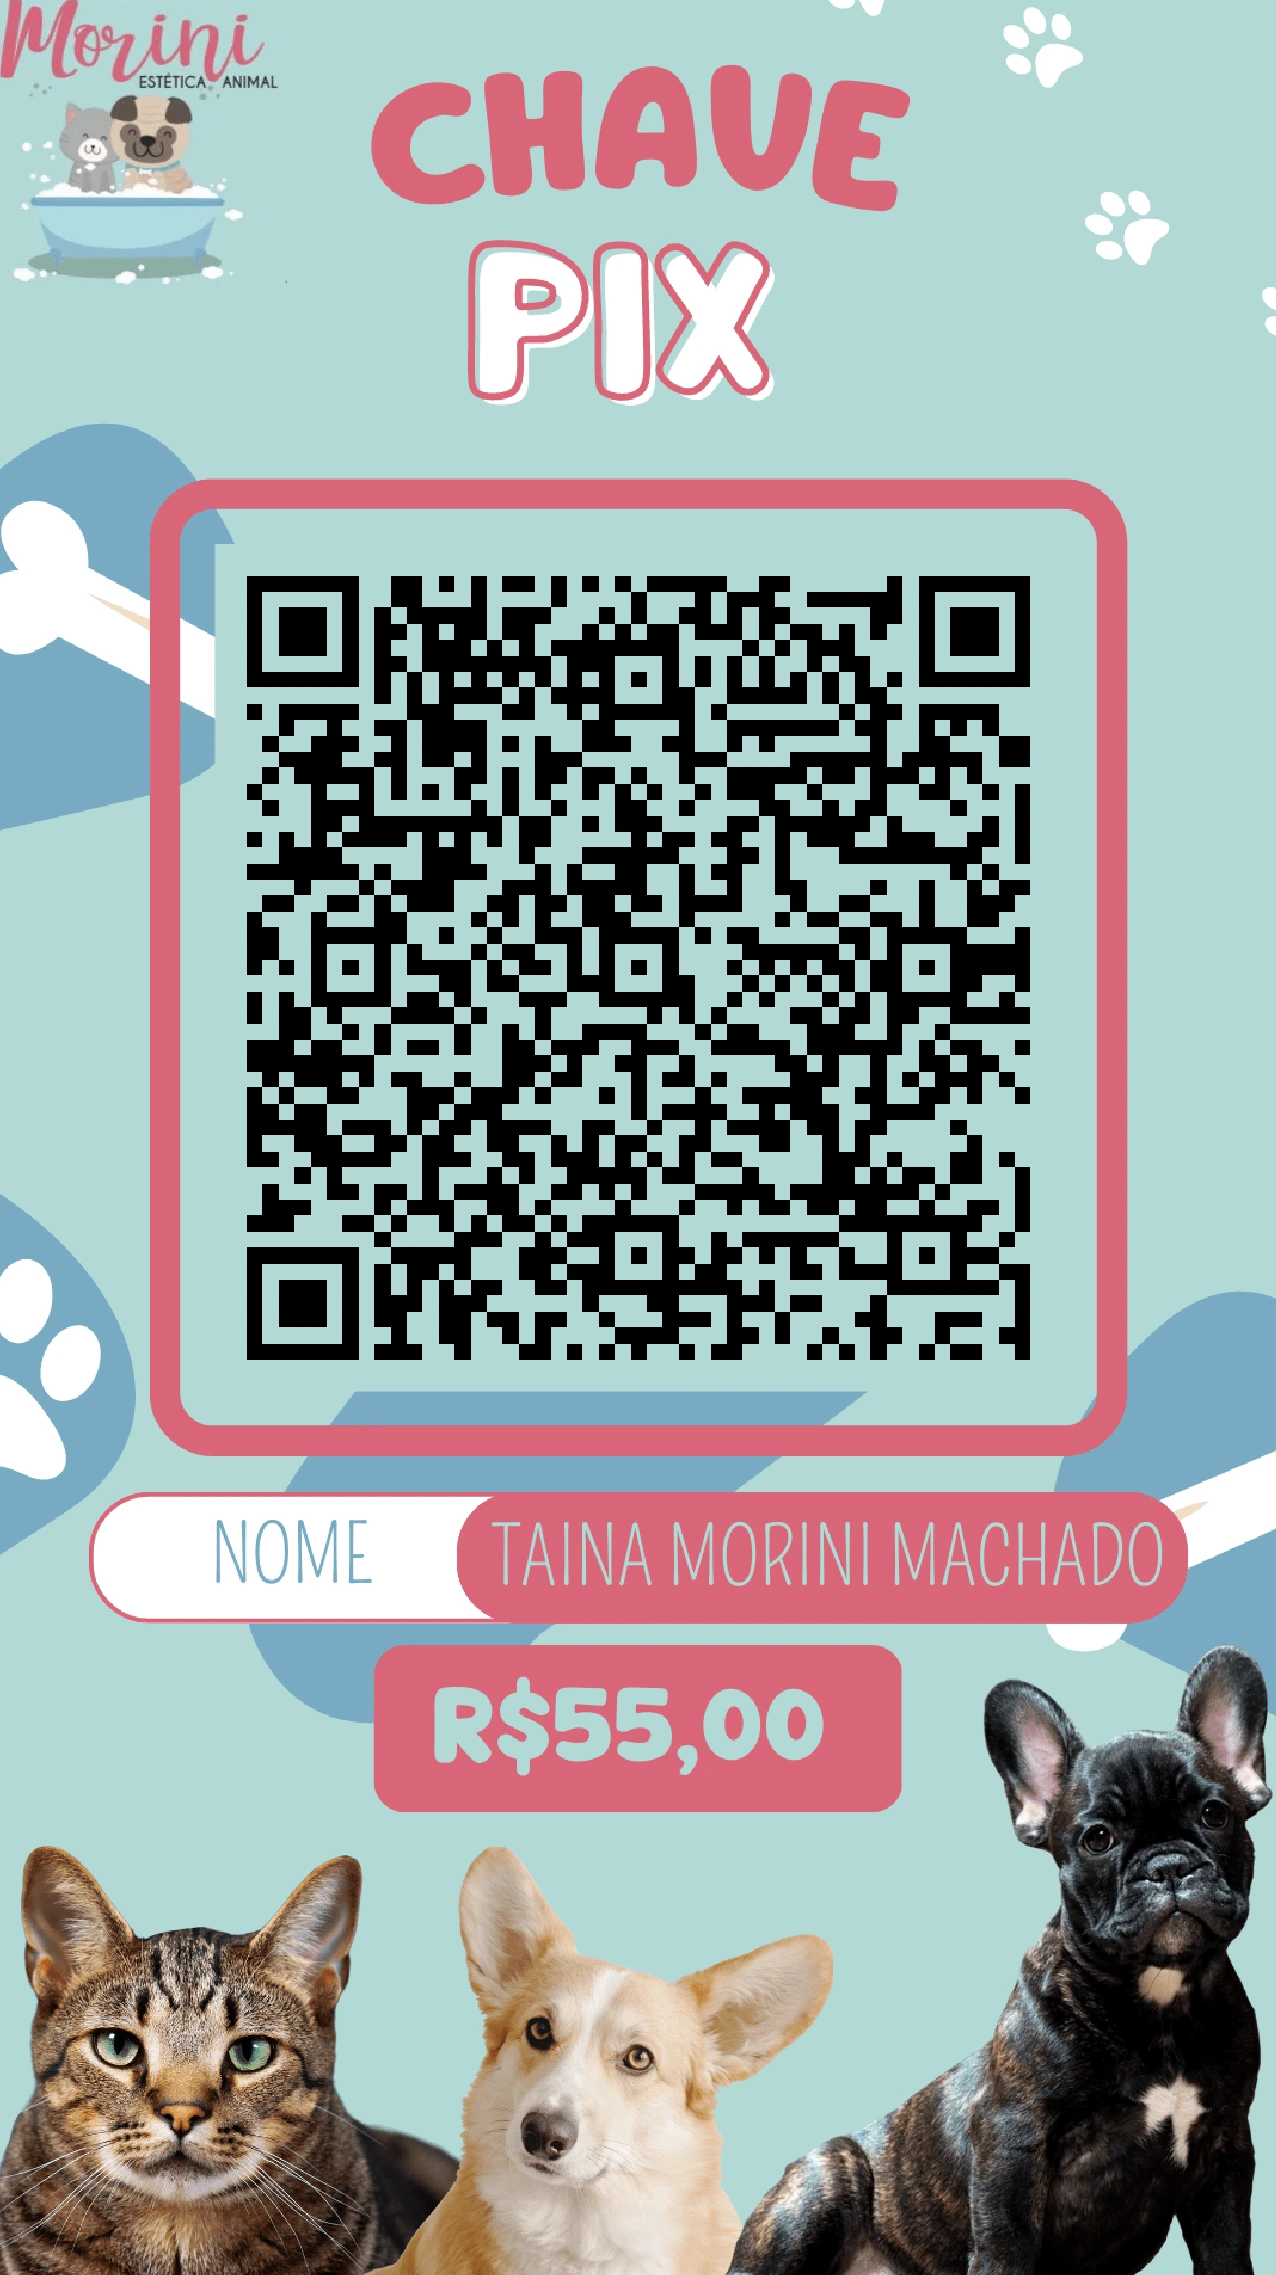 Morini
ESTÉTICA ANIMAL
CHAVE
PIX
NOME
TAINA MORINI MACHADO
R$55,00